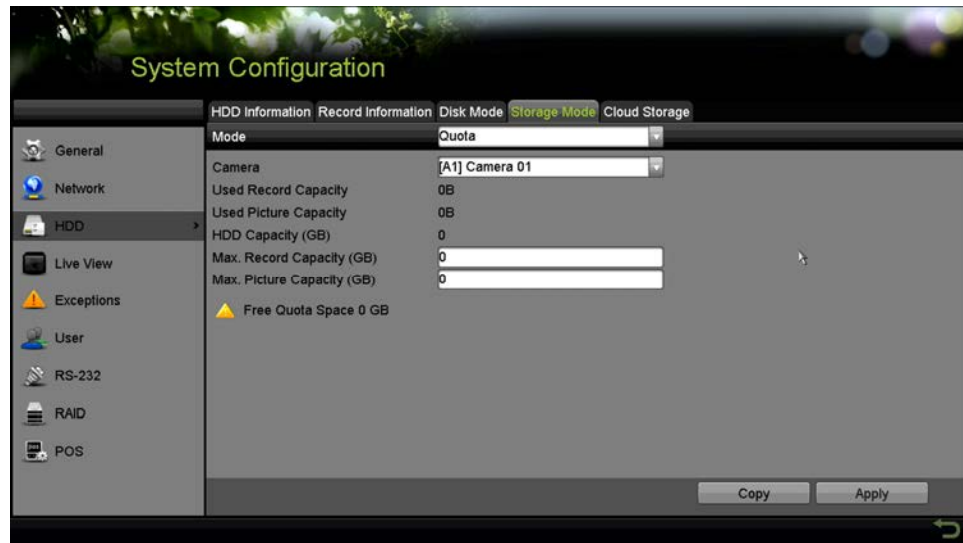 System Configuration
HDD Information Record Information Disk Mode Storage Mode Cloud Storage
Mode Quota
General
Network
HDD
Live View
Exceptions
User
RS-232
RAID
POS
Camera [A1] Camera 01
Used Record Capacity 0B
Used Picture Capacity 0B
HDD Capacity (GB) 0
Max. Record Capacity (GB) 0
Max. Picture Capacity (GB) 0
Free Quota Space 0 GB
Copy Apply